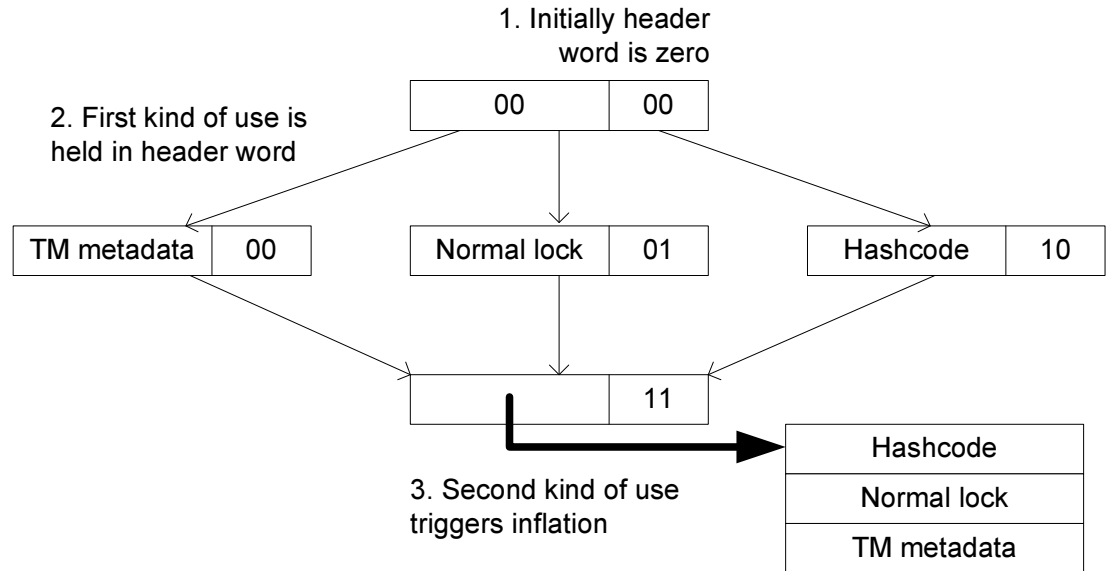 1. Initially header
word is zero
00 00
2. First kind of use is
held in header word
TM metadata 00 Normal lock 01 Hashcode 10
11
Hashcode
3. Second kind of use
triggers inflation
Normal lock
TM metadata